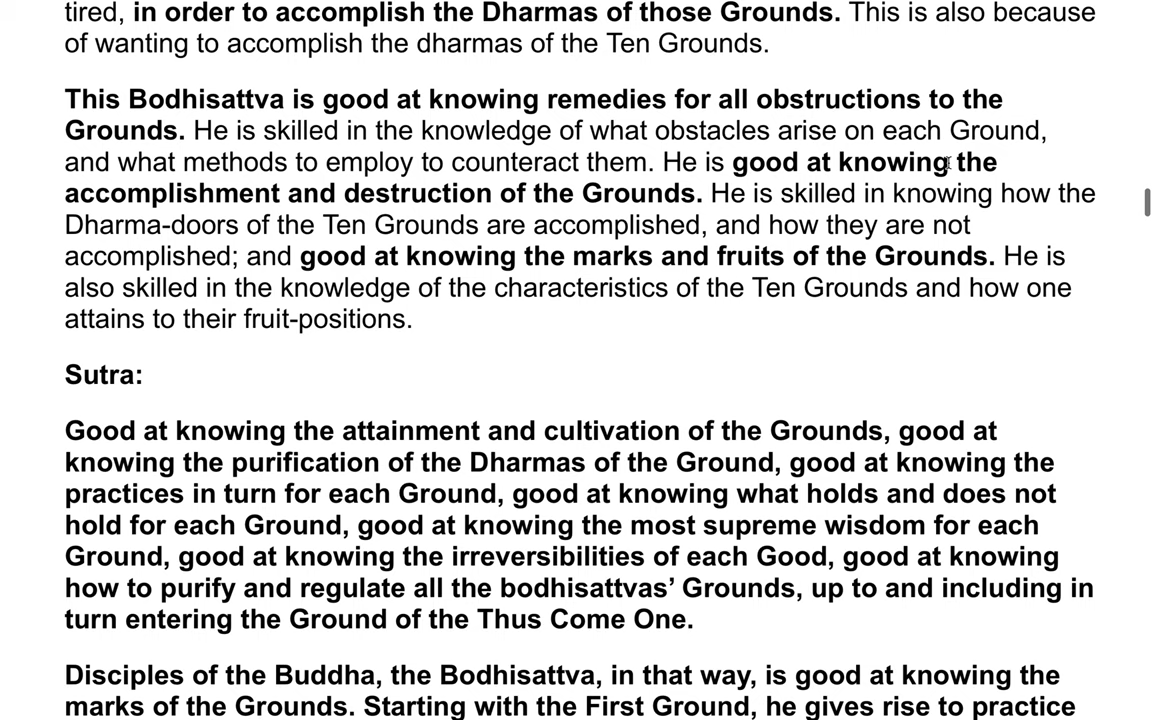 tired, in order to accomplish the Dharmas of those Grounds. This is also because
of wanting to accomplish the dharmas of the Ten Grounds.
This Bodhisattva is good at knowing remedies for all obstructions to the
Grounds. He is skilled in the knowledge of what obstacles arise on each Ground,
and what methods to employ to counteract them. He is good at knowing the
accomplishment and destruction of the Grounds. He is skilled in knowing how the
Dharma-doors of the Ten Grounds are accomplished, and how they are not
accomplished; and good at knowing the marks and fruits of the Grounds. He is
also skilled in the knowledge of the characteristics of the Ten Grounds and how one
attains to their fruit-positions.
Sutra:
Good at knowing the attainment and cultivation of the Grounds, good at
knowing the purification of the Dharmas of the Ground, good at knowing the
practices in turn for each Ground, good at knowing what holds and does not
hold for each Ground, good at knowing the most supreme wisdom for each
Ground, good at knowing the irreversibilities of each Good, good at knowing
how to purify and regulate all the bodhisattvas’ Grounds, up to and including in
turn entering the Ground of the Thus Come One.
Disciples of the Buddha, the Bodhisattva, in that way, is good at knowing the
marks of the Grounds. Starting with the First Ground, he gives rise to practice